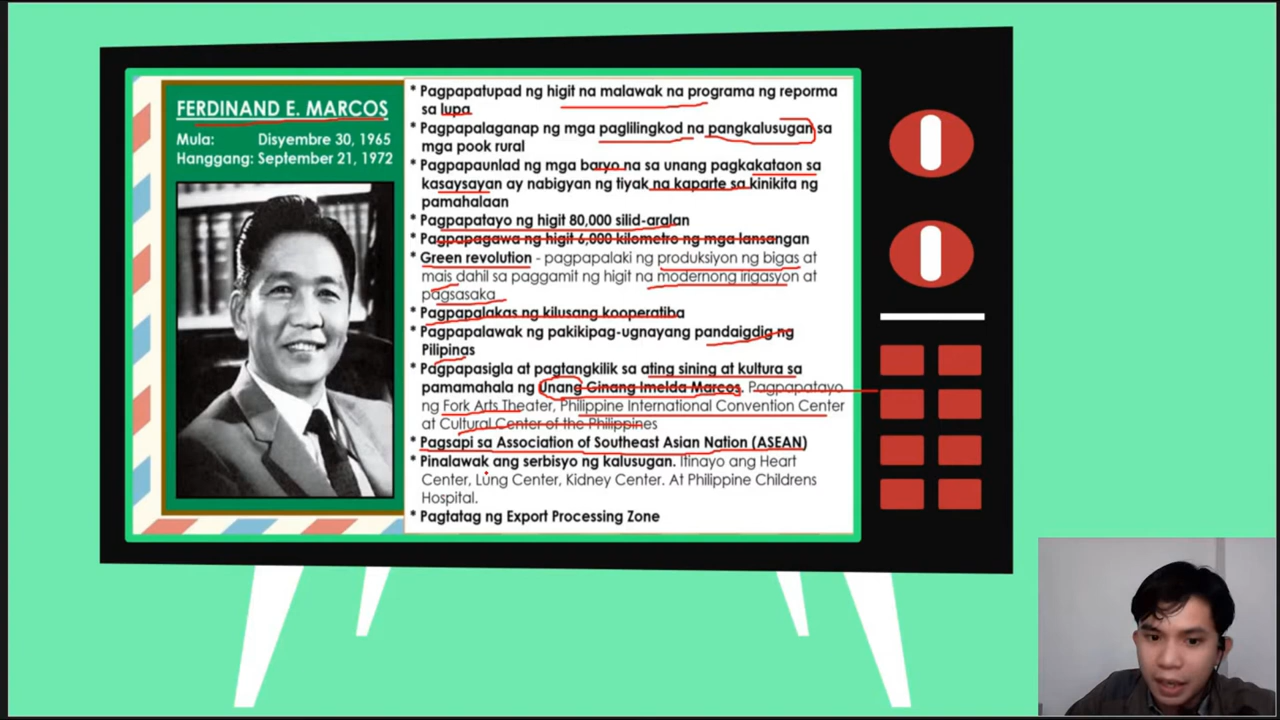 FERDINAND E. MARCOS
Mula: Disyembre 30, 1965
Hanggang: September 21, 1972
* Pagpapatupad ng higit na malawak na programa ng reporma
sa lupa
* Pagpapalaganap ng mga paglilingkod na pangkalusugan sa
mga pook rural
* Pagpapaunlad ng mga baryo na sa unang pagkakataon sa
kasaysayan ay nabigyan ng tiyak na kaparte sa kinikita ng
pamahalaan
* Pagpapatayo ng higit 80,000 silid-aralan
* Pagpapagawa ng higit 6,000 kilometro ng mga lansangan
* Green revolution - pagpapalaki ng produksiyon ng bigas at
mais dahil sa paggamit ng higit na modernong irigasyon at
pagsasaka
* Pagpapalakas ng kilusang kooperatiba
* Pagpapalawak ng pakikipag-ugnayang pandaigdig ng
Pilipinas
* Pagpapasigla at pagtangkilik sa ating sining at kultura sa
pamamahala ng Unang Ginang Imelda Marcos. Pagpapatayo
ng Fork Arts Theater, Philippine International Convention Center
at Cultural Center of the Philippines
* Pagsapi sa Association of Southeast Asian Nation (ASEAN)
* Pinalawak ang serbisyo ng kalusugan. Itinayo ang Heart
Center, Lung Center, Kidney Center. At Philippine Childrens
Hospital.
* Pagtatag ng Export Processing Zone